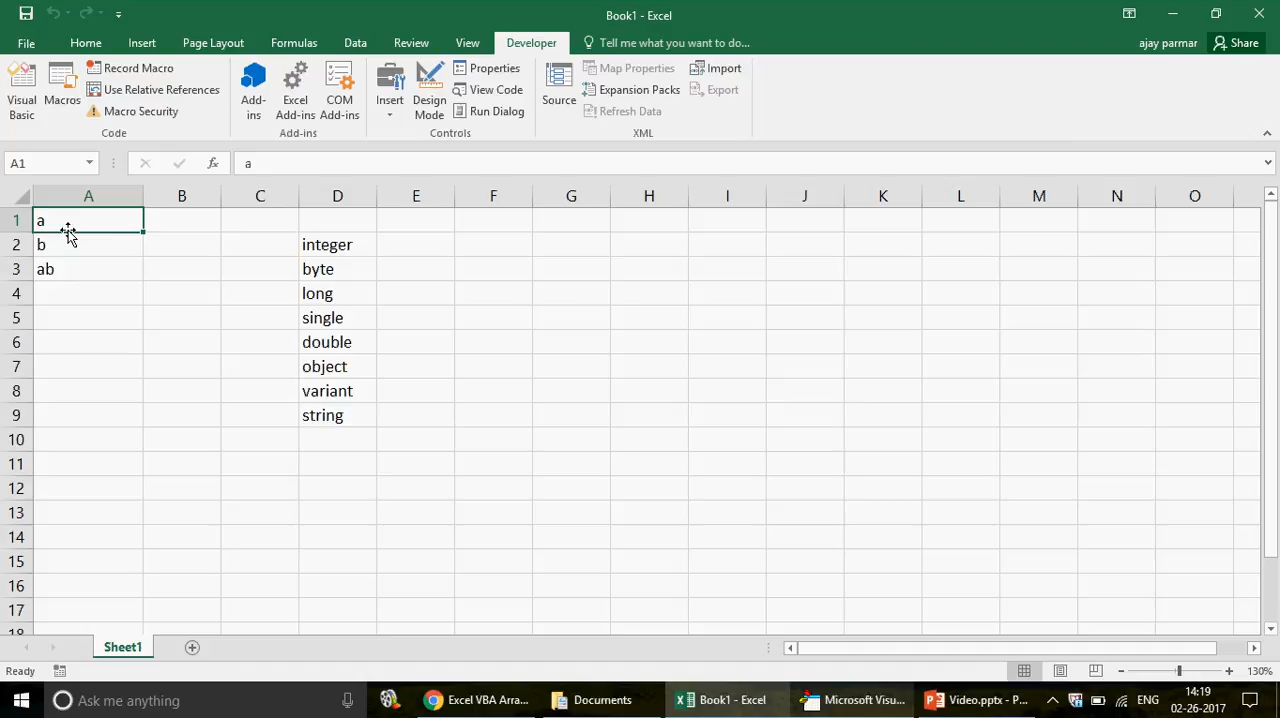 Book1 - Excel
File Home Insert Page Layout Formulas Data Review View Developer Tell me what you want to do... ajay parmar Share
Visual Basic
Macros
Record Macro
Use Relative References
Macro Security
Code
Add-ins
Excel Add-ins
COM Add-ins
Add-ins
Insert
Design Mode
Properties
View Code
Run Dialog
Controls
Source
Map Properties
Expansion Packs
Refresh Data
Import
Export
XML
A1 fx a
A B C D E F G H I J K L M N O
1 a
2 b integer
3 ab byte
4 long
5 single
6 double
7 object
8 variant
9 string
10
11
12
13
14
15
16
17
18
Sheet1
Ready 130%
Ask me anything Excel VBA Arra... Documents Book1 - Excel Microsoft Visu... Video.pptx - P... ENG 14:19
02-26-2017